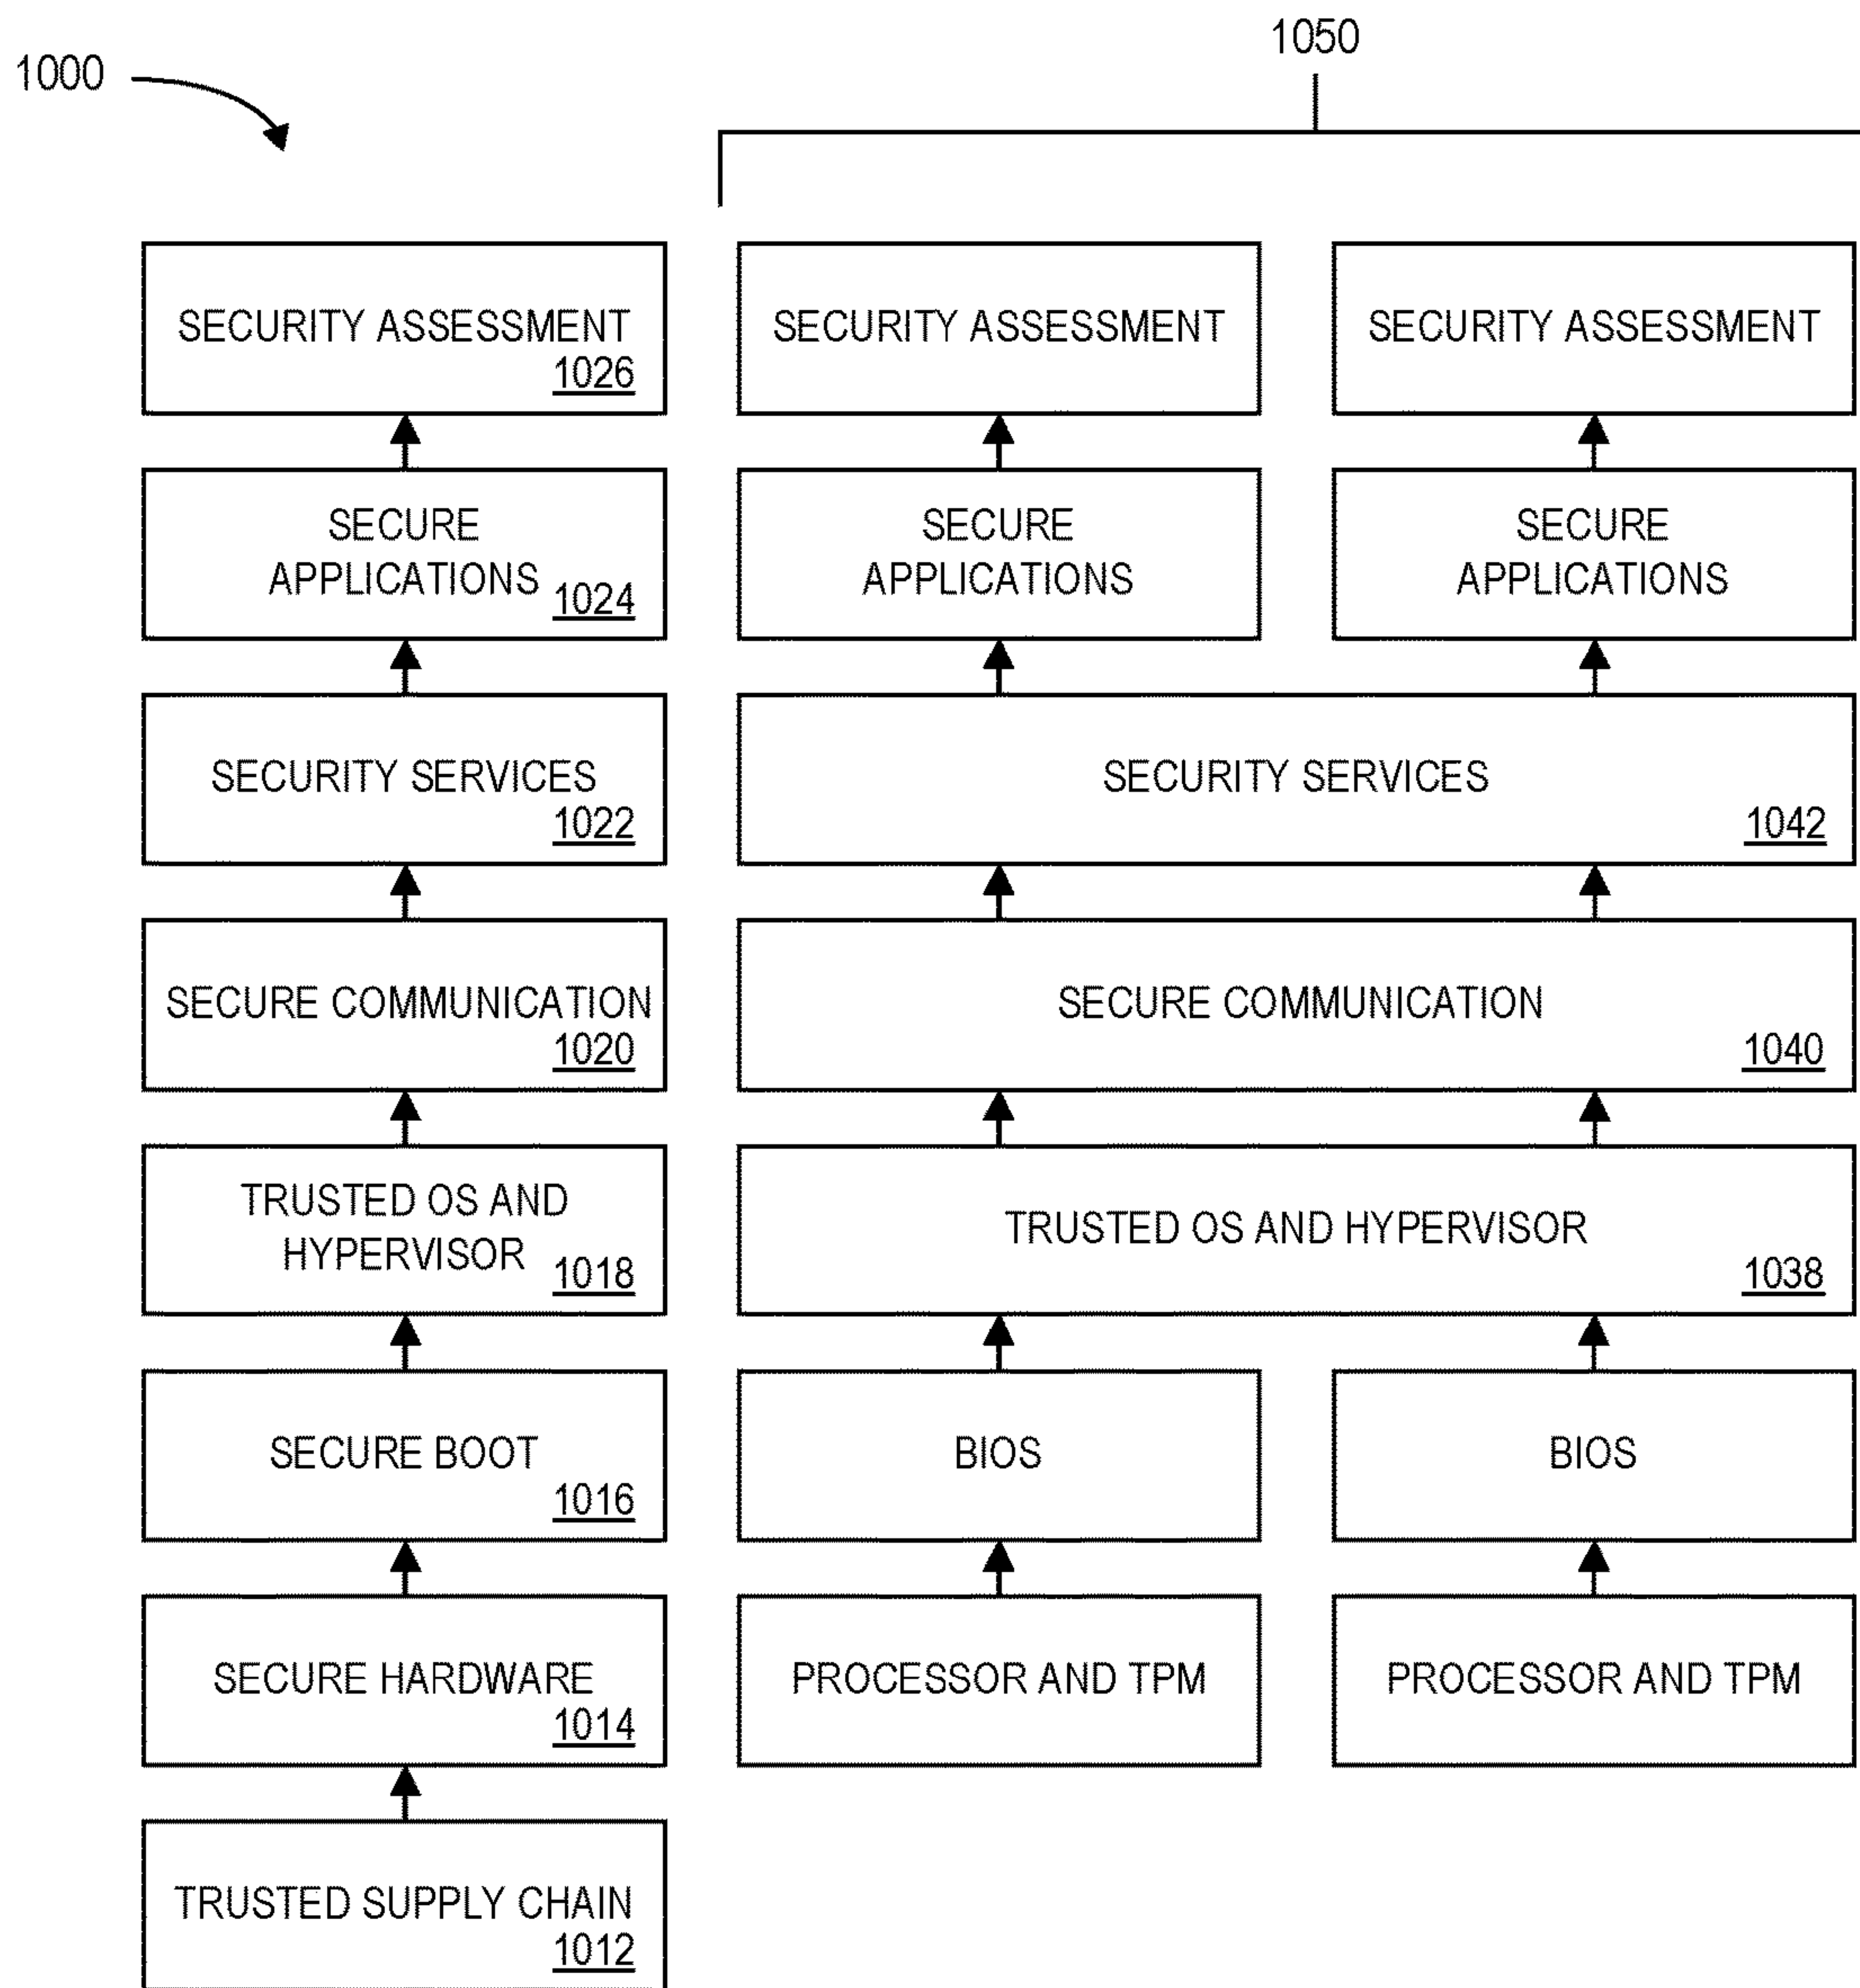 1050
1000
SECURITY ASSESSMENT
1026
SECURITY ASSESSMENT
SECURITY ASSESSMENT
SECURE
APPLICATIONS
1024
SECURE
APPLICATIONS
SECURE
APPLICATIONS
SECURITY SERVICES
1022
SECURITY SERVICES
1042
SECURE COMMUNICATION
1020
SECURE COMMUNICATION
1040
TRUSTED OS AND
HYPERVISOR
1018
TRUSTED OS AND HYPERVISOR
1038
SECURE BOOT
1016
BIOS
BIOS
SECURE HARDWARE
1014
PROCESSOR AND TPM
PROCESSOR AND TPM
TRUSTED SUPPLY CHAIN
1012